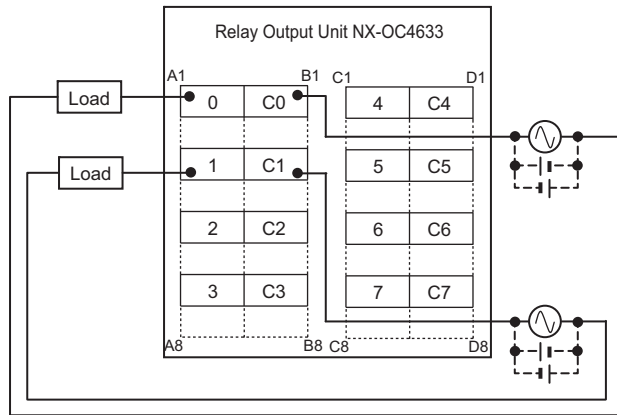 Relay Output Unit NX-OC4633
A1 B1 C1 D1
Load 0 C0 4 C4
Load 1 C1 5 C5
2 C2 6 C6
3 C3 7 C7
A8 B8 C8 D8